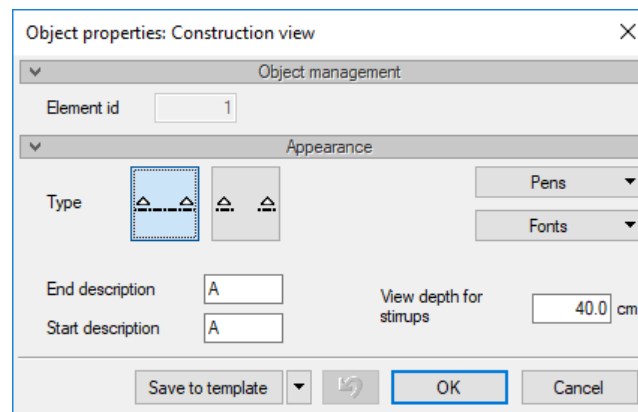 Object properties: Construction view
Object management
Element id 1
Appearance
Type
Pens
Fonts
End description A
Start description A
View depth for
stirrups
40.0 cm
Save to template
OK
Cancel